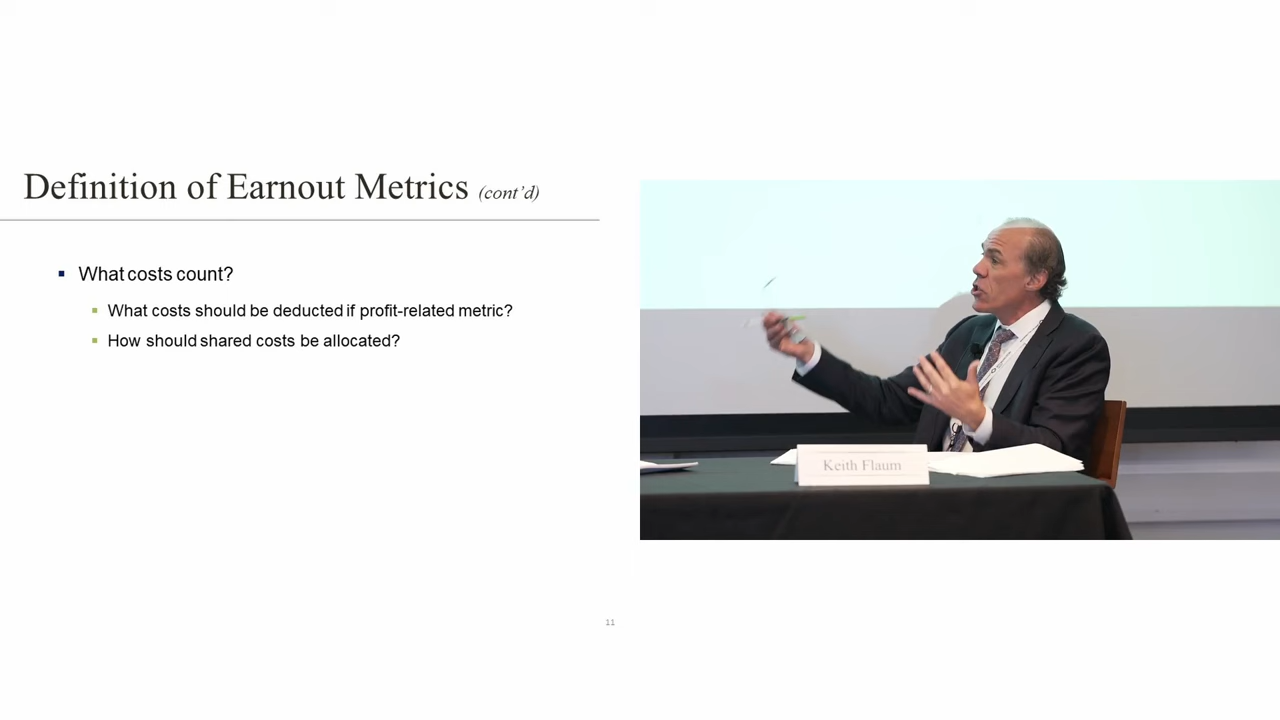 Definition of Earnout Metrics (cont'd)
What costs count?
What costs should be deducted if profit-related metric?
How should shared costs be allocated?
11
Keith Flaum